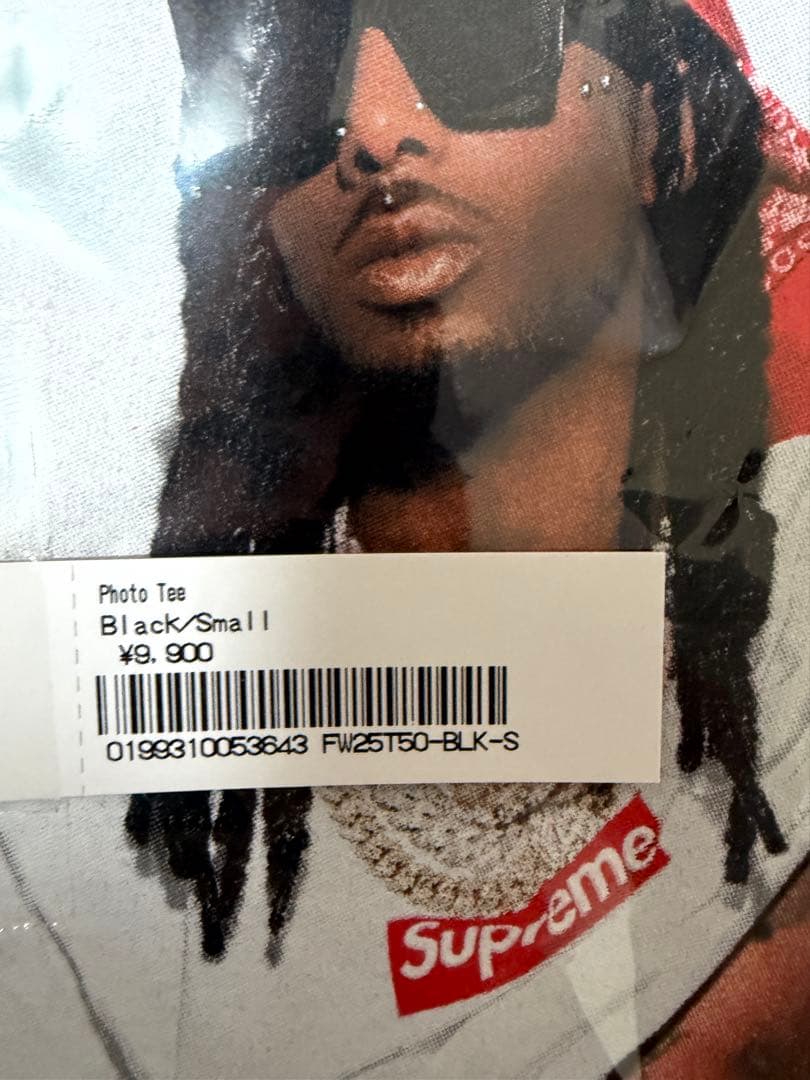 Photo Tee
Black/Small
¥9,900
0199310053643 FW25T50-BLK-S
Supreme